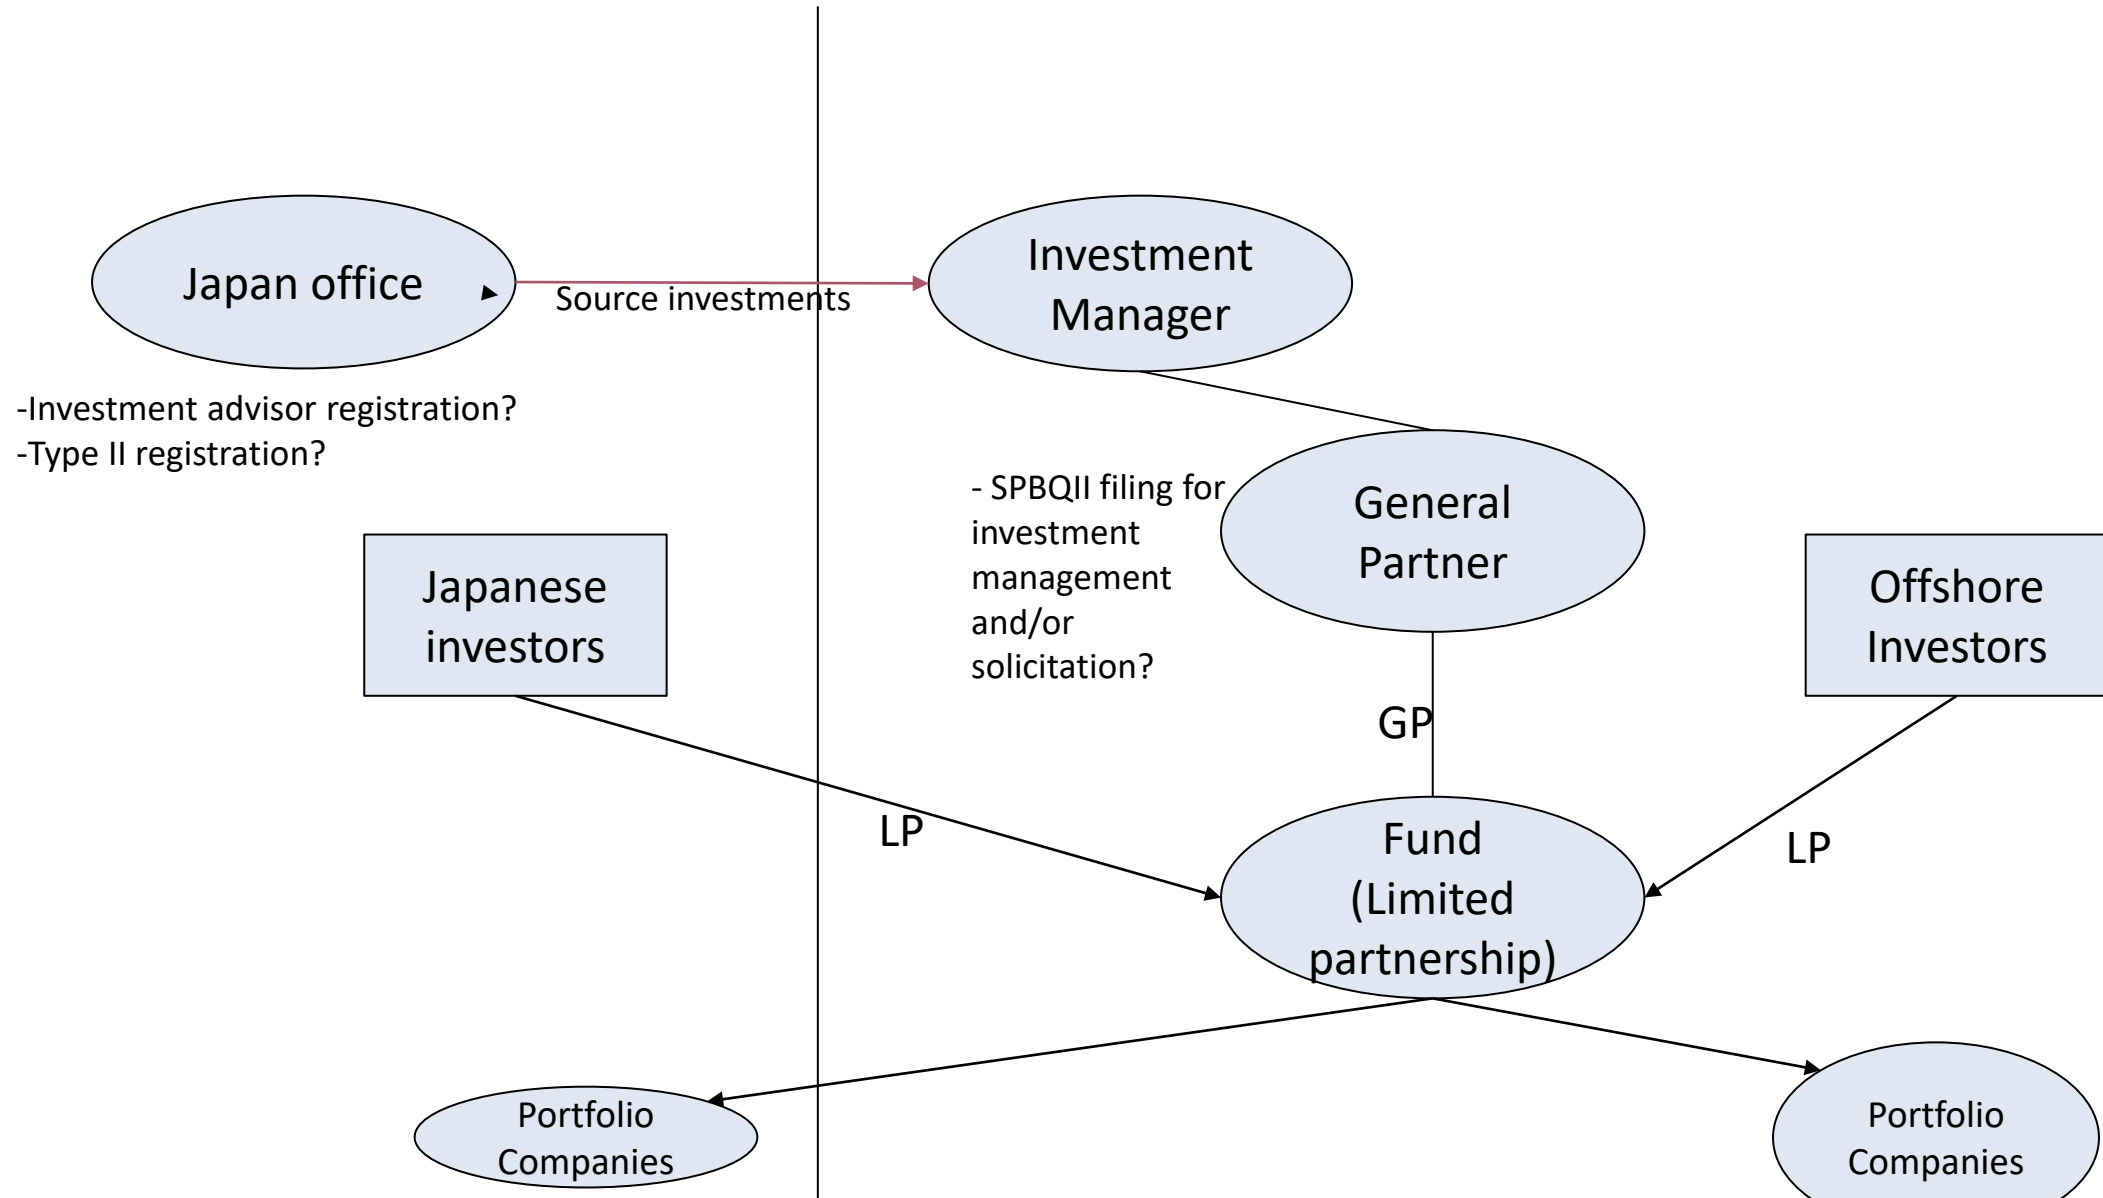 Japan office
Source investments
Investment
Manager
-Investment advisor registration?
-Type II registration?
- SPBQII filing for
investment
management
and/or
solicitation?
General
Partner
Japanese
investors
Offshore
Investors
GP
LP
LP
Fund
(Limited
partnership)
Portfolio
Companies
Portfolio
Companies